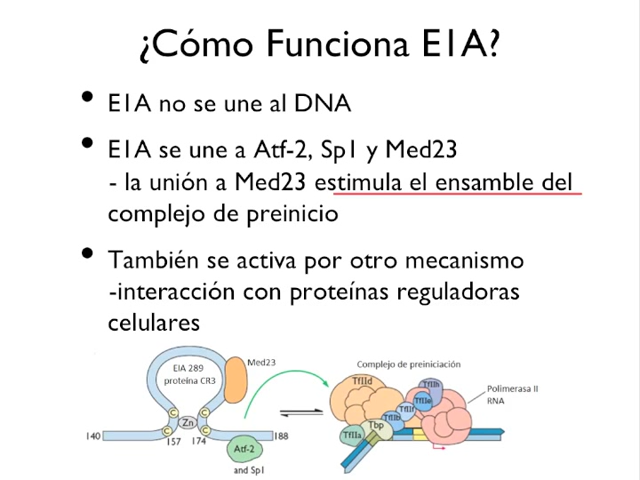 ¿Cómo Funciona E1A?
• E1A no se une al DNA
• E1A se une a Atf-2, Sp1 y Med23
- la unión a Med23 estimula el ensamble del
complejo de preinicio
• También se activa por otro mecanismo
-interacción con proteínas reguladoras
celulares
EIA 289
proteína CR3
Med23
C
C
Zn
C
C
140
157
174
188
Atf-2
and Sp1
Complejo de preiniciación
TfIId
TfIIh
TfIIe
TfIIf
TfIIb
Tbp
TfIIa
Polimerasa II
RNA